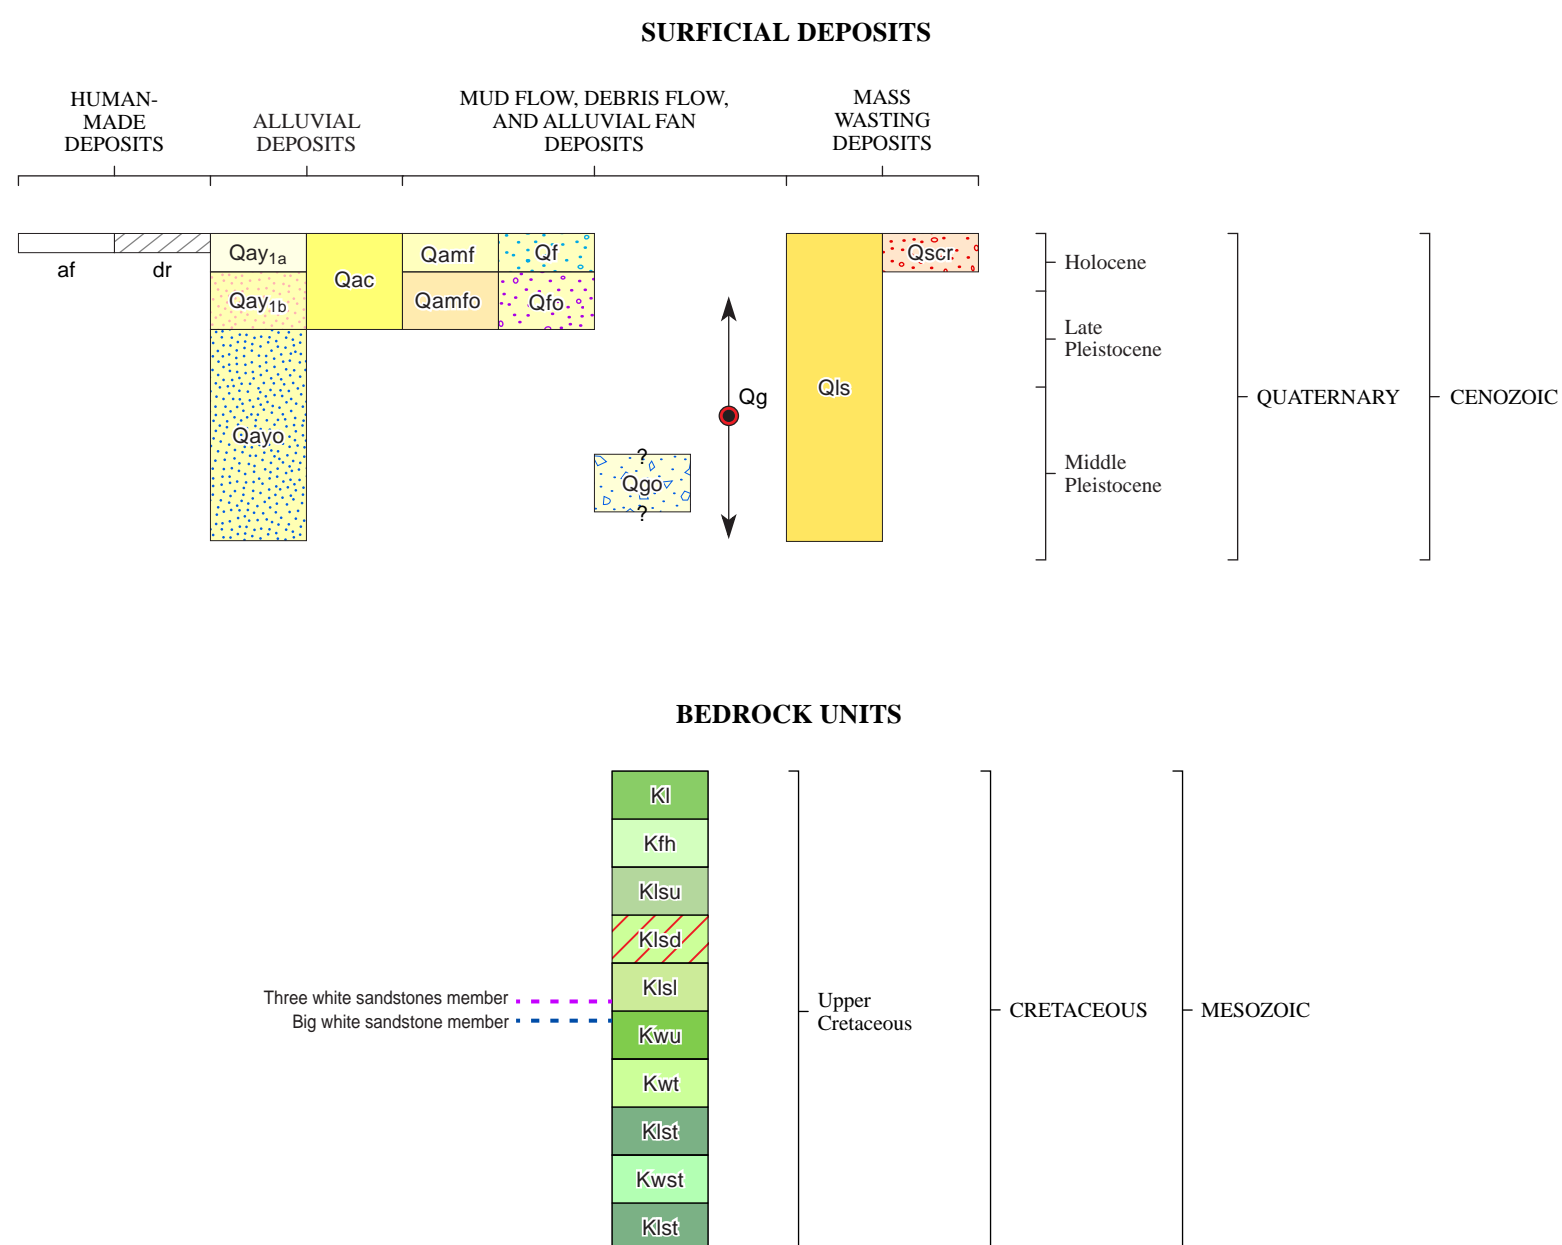 SURFICIAL DEPOSITS
HUMAN-
MADE
DEPOSITS
ALLUVIAL
DEPOSITS
MUD FLOW, DEBRIS FLOW,
AND ALLUVIAL FAN
DEPOSITS
MASS
WASTING
DEPOSITS
af
dr
Qay1a
Qay1b
Qayo
Qac
Qamf
Qamfo
Qf
Qfo
?
Qgo
?
Qg
Qls
Qscr
Holocene
Late
Pleistocene
Middle
Pleistocene
QUATERNARY
CENOZOIC
BEDROCK UNITS
Kl
Kfh
Klsu
Klsd
Klsl
Kwu
Kwt
Klst
Kwst
Klst
Three white sandstones member
Big white sandstone member
Upper
Cretaceous
CRETACEOUS
MESOZOIC